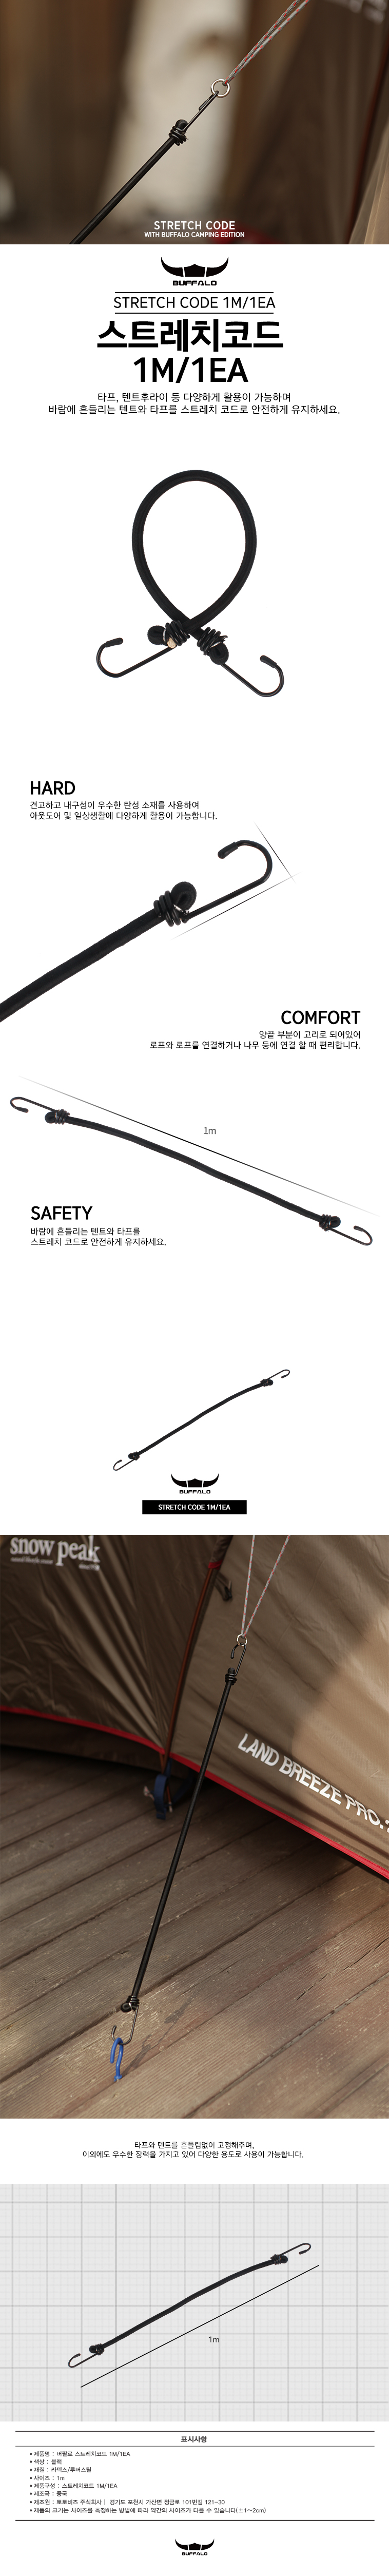 STRETCH CODE
WITH BUFFALO CAMPING EDITION
BUFFALO
STRETCH CODE 1M/1EA
스트레치코드
1M/1EA
타프, 텐트후라이 등 다양하게 활용이 가능하며
바람에 흔들리는 텐트와 타프를 스트레치 코드로 안전하게 유지하세요.
HARD
견고하고 내구성이 우수한 탄성 소재를 사용하여
아웃도어 및 일상생활에 다양하게 활용이 가능합니다.
COMFORT
양끝 부분이 고리로 되어있어
로프와 로프를 연결하거나 나무 등에 연결 할 때 편리합니다.
1m
SAFETY
바람에 흔들리는 텐트와 타프를
스트레치 코드로 안전하게 유지하세요.
BUFFALO
STRETCH CODE 1M/1EA
snow peak
LAND BREEZE PRO.
타프와 텐트를 흔들림없이 고정해주며,
이외에도 우수한 장력을 가지고 있어 다양한 용도로 사용이 가능합니다.
1m
표시사항
• 제품명 : 버팔로 스트레치코드 1M/1EA
• 색상 : 블랙
• 재질 : 라텍스/루버스틸
• 사이즈 : 1m
• 제품구성 : 스트레치코드 1M/1EA
• 제조국 : 중국
• 제조원 : 토토비즈 주식회사 | 경기도 포천시 가산면 정금로 101번길 121-30
• 제품의 크기는 사이즈를 측정하는 방법에 따라 약간의 사이즈가 다를 수 있습니다(±1~2cm)
BUFFALO